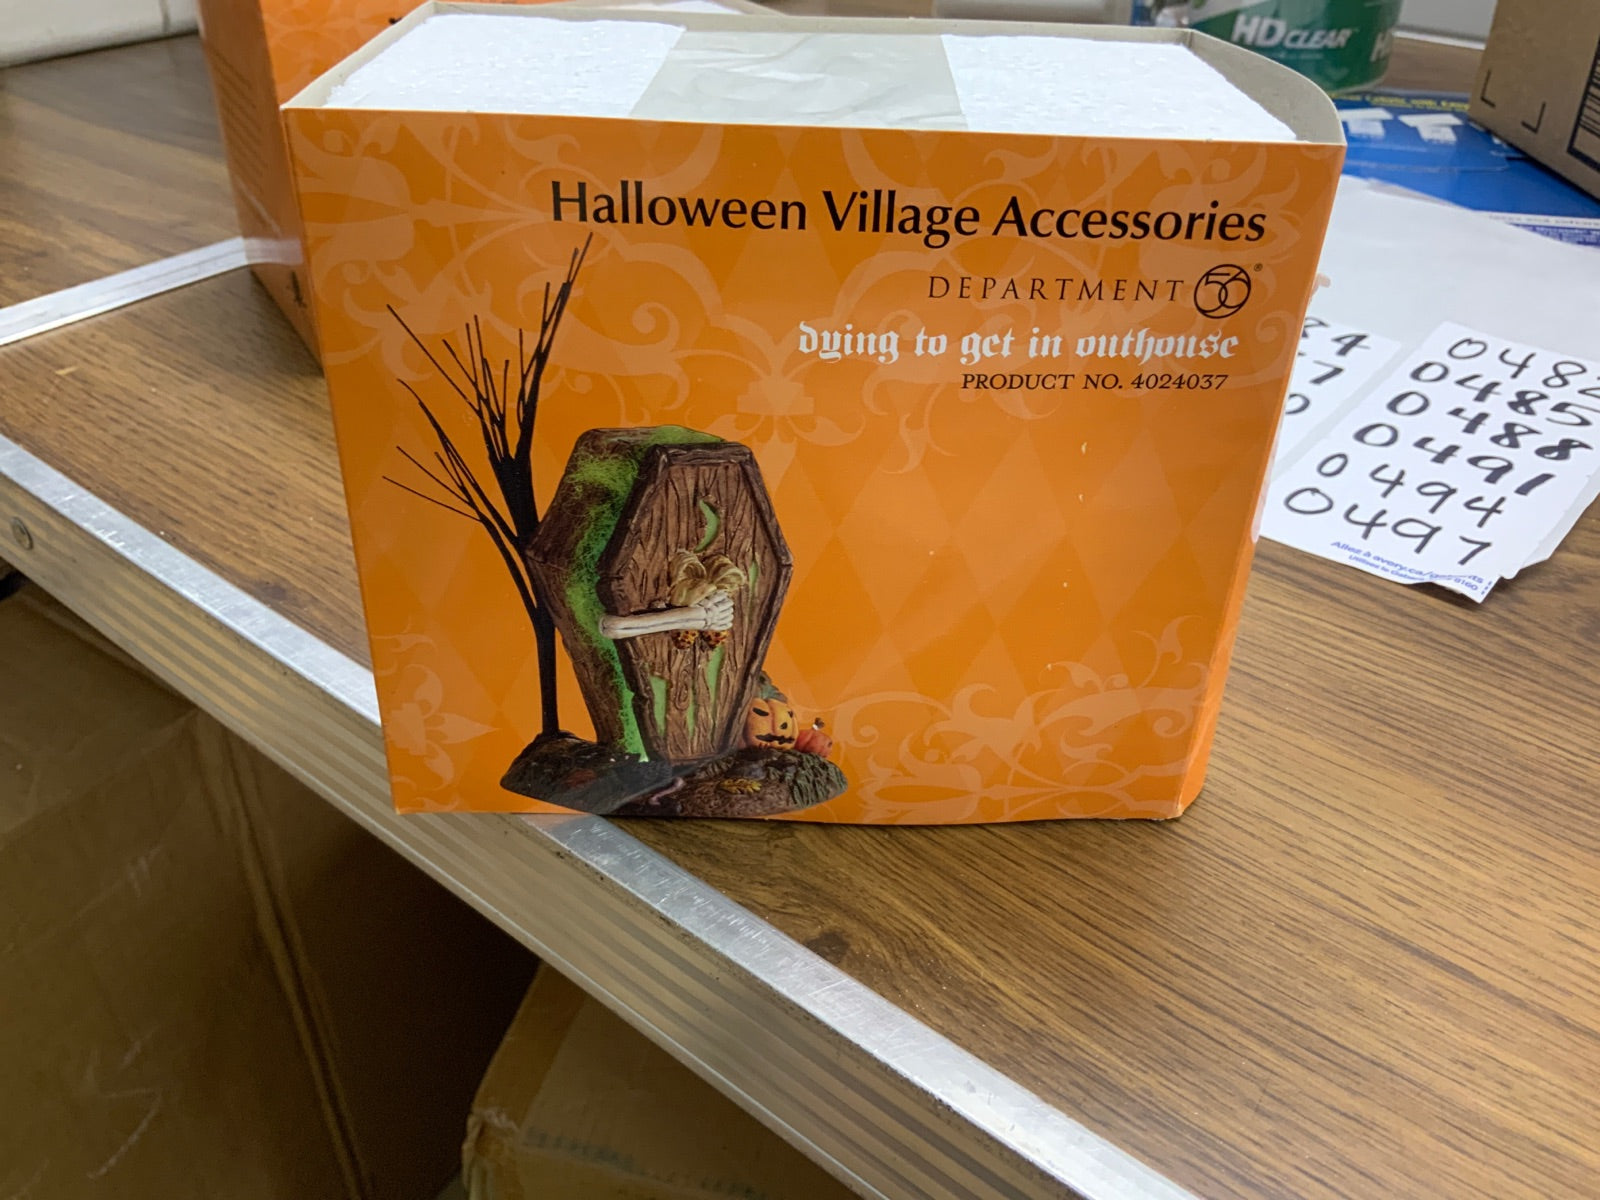 Halloween Village Accessories
DEPARTMENT 56®
dying to get in outhouse
PRODUCT NO. 4024037
HD CLEAR
0485
0488
0491
0494
0497